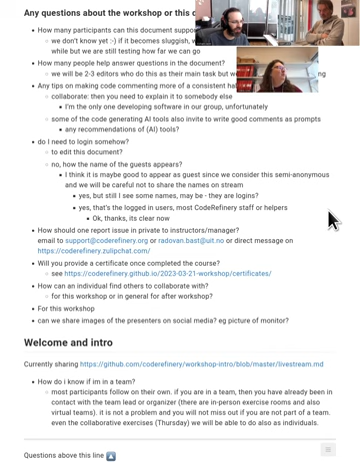 Any questions about the workshop or this d
How many participants can this document suppo
we don't know yet :-) if it becomes sluggish, w
while but we are still testing how far we can go
How many people help answer questions in the document?
we will be 2-3 editors who do this as their main task but we
ng
Any tips on making code commenting more of a consistent ha
collaborate: then you need to explain it to somebody else
I'm the only one developing software in our group, unfortunately
some of the code generating AI tools also invite to write good comments as prompts
any recommendations of (AI) tools?
do I need to login somehow?
to edit this document?
no, how the name of the guests appears?
I think it is maybe good to appear as guest since we consider this semi-anonymous
and we will be careful not to share the names on stream
yes, but still I see some names, may be - they are logins?
yes, that's the logged in users, most CodeRefinery staff or helpers
Ok, thanks, its clear now
How should one report issue in private to instructors/manager?
email to support@coderefinery.org or radovan.bast@uit.no or direct message on
https://coderefinery.zulipchat.com/
Will you provide a certificate once completed the course?
see https://coderefinery.github.io/2023-03-21-workshop/certificates/
How can an individual find others to collaborate with?
for this workshop or in general for after workshop?
For this workshop
can we share images of the presenters on social media? eg picture of monitor?
Welcome and intro
Currently sharing https://github.com/coderefinery/workshop-intro/blob/master/livestream.md
How do i know if im in a team?
most participants follow on their own. if you are in a team, then you have already been in
contact with the team lead or organizer (there are in-person exercise rooms and also
virtual teams). it is not a problem and you will not miss out if you are not part of a team.
even the collaborative exercises (Thursday) we will be able to do also as individuals.
Questions above this line